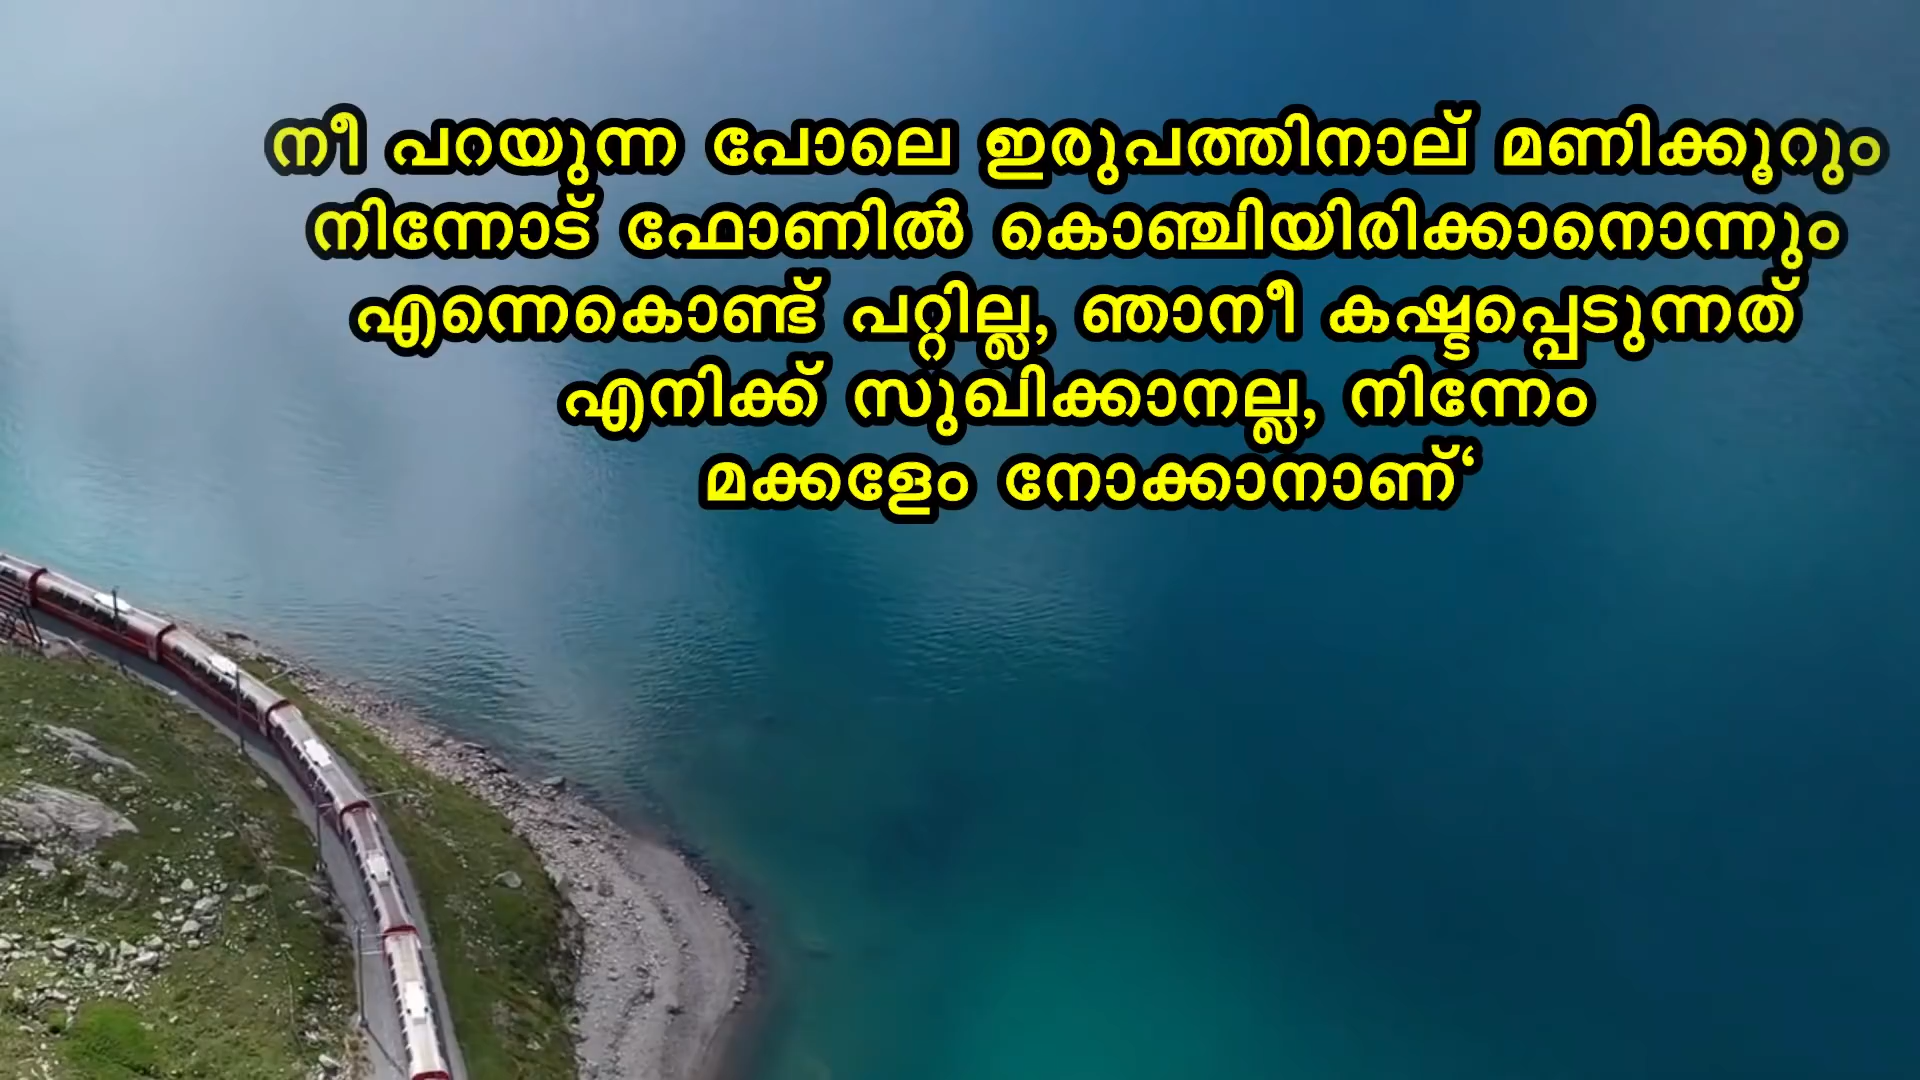 നീ പറയുന്ന പോലെ ഇരുപത്തിനാല് മണിക്കൂറും
നിന്നോട് ഫോണിൽ കൊഞ്ചിയിരിക്കാനൊന്നും
എന്നെകൊണ്ട് പറ്റില്ല, ഞാനീ കഷ്ടപ്പെടുന്നത്
എനിക്ക് സുഖിക്കാനല്ല, നിന്നേം
മക്കളേം നോക്കാനാണ്‘